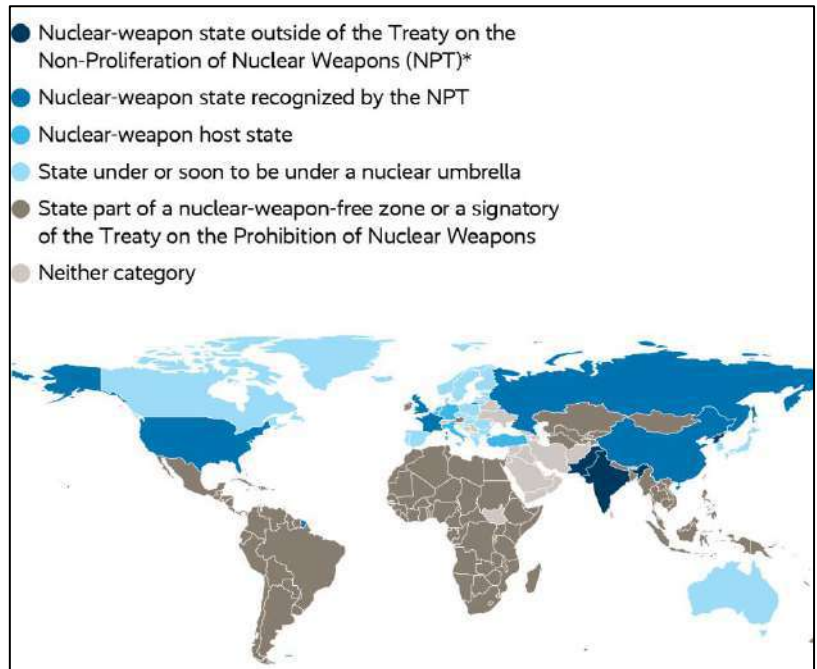 Nuclear-weapon state outside of the Treaty on the
Non-Proliferation of Nuclear Weapons (NPT)*
Nuclear-weapon state recognized by the NPT
Nuclear-weapon host state
State under or soon to be under a nuclear umbrella
State part of a nuclear-weapon-free zone or a signatory
of the Treaty on the Prohibition of Nuclear Weapons
Neither category